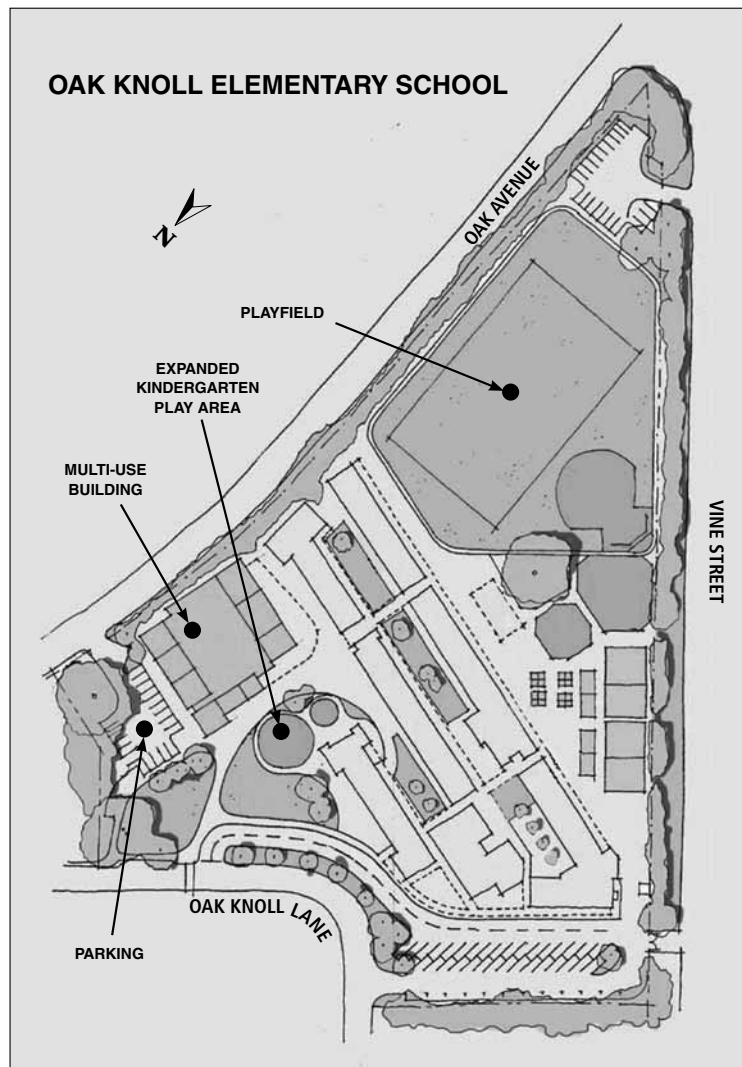 OAK KNOLL ELEMENTARY SCHOOL
OAK AVENUE
N
PLAYFIELD
EXPANDED
KINDERGARTEN
PLAY AREA
MULTI-USE
BUILDING
VINE STREET
OAK KNOLL LANE
PARKING